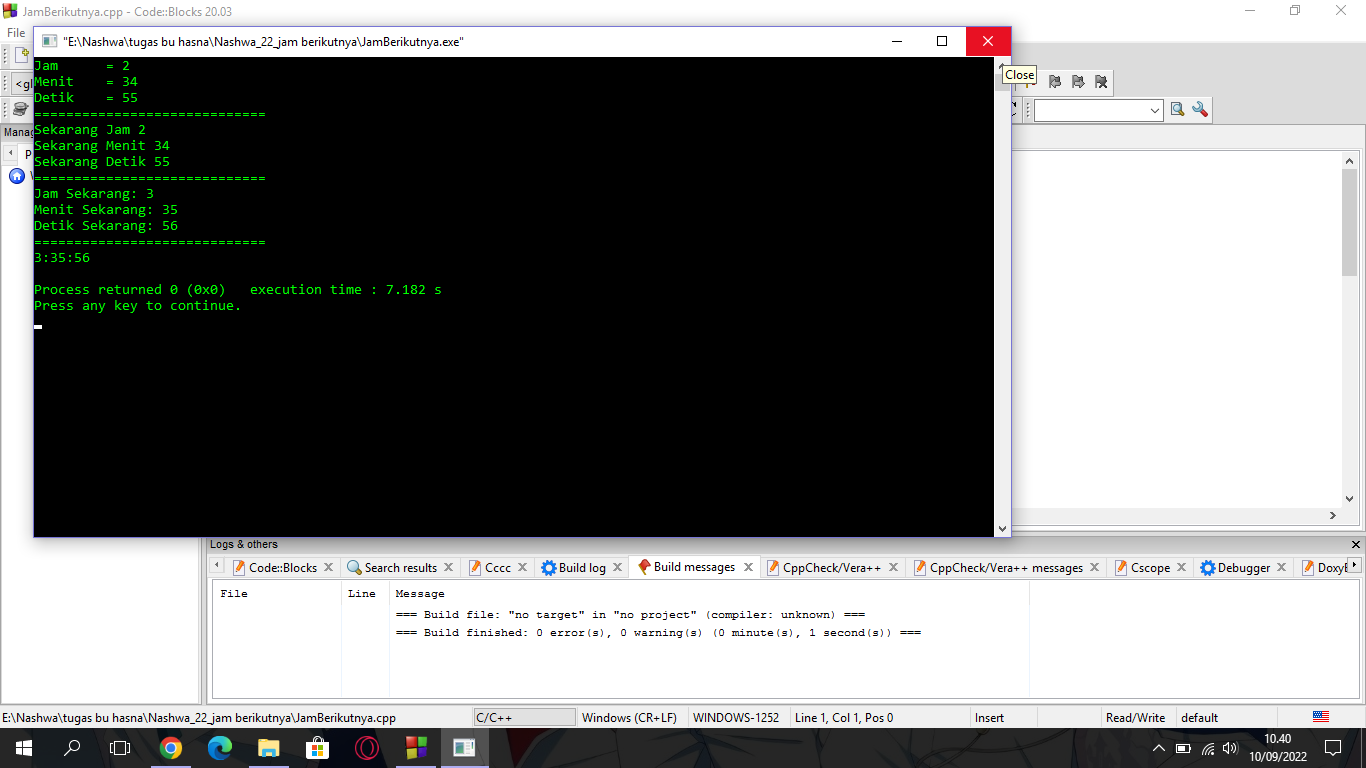 JamBerikutnya.cpp - Code::Blocks 20.03
File
"E:\Nashwa\tugas bu hasna\Nashwa_22_jam berikutnya\JamBerikutnya.exe"
Close
Jam      = 2
Menit    = 34
Detik    = 55
=============================
Sekarang Jam 2
Sekarang Menit 34
Sekarang Detik 55
=============================
Jam Sekarang: 3
Menit Sekarang: 35
Detik Sekarang: 56
=============================
3:35:56
Process returned 0 (0x0)   execution time : 7.182 s
Press any key to continue.
Logs & others
Code::Blocks Search results Cccc Build log Build messages CppCheck/Vera++ CppCheck/Vera++ messages Cscope Debugger
File Line Message
=== Build file: "no target" in "no project" (compiler: unknown) ===
=== Build finished: 0 error(s), 0 warning(s) (0 minute(s), 1 second(s)) ===
E:\Nashwa\tugas bu hasna\Nashwa_22_jam berikutnya\JamBerikutnya.cpp C/C++ Windows (CR+LF) WINDOWS-1252 Line 1, Col 1, Pos 0 Insert Read/Write default
10.40
10/09/2022